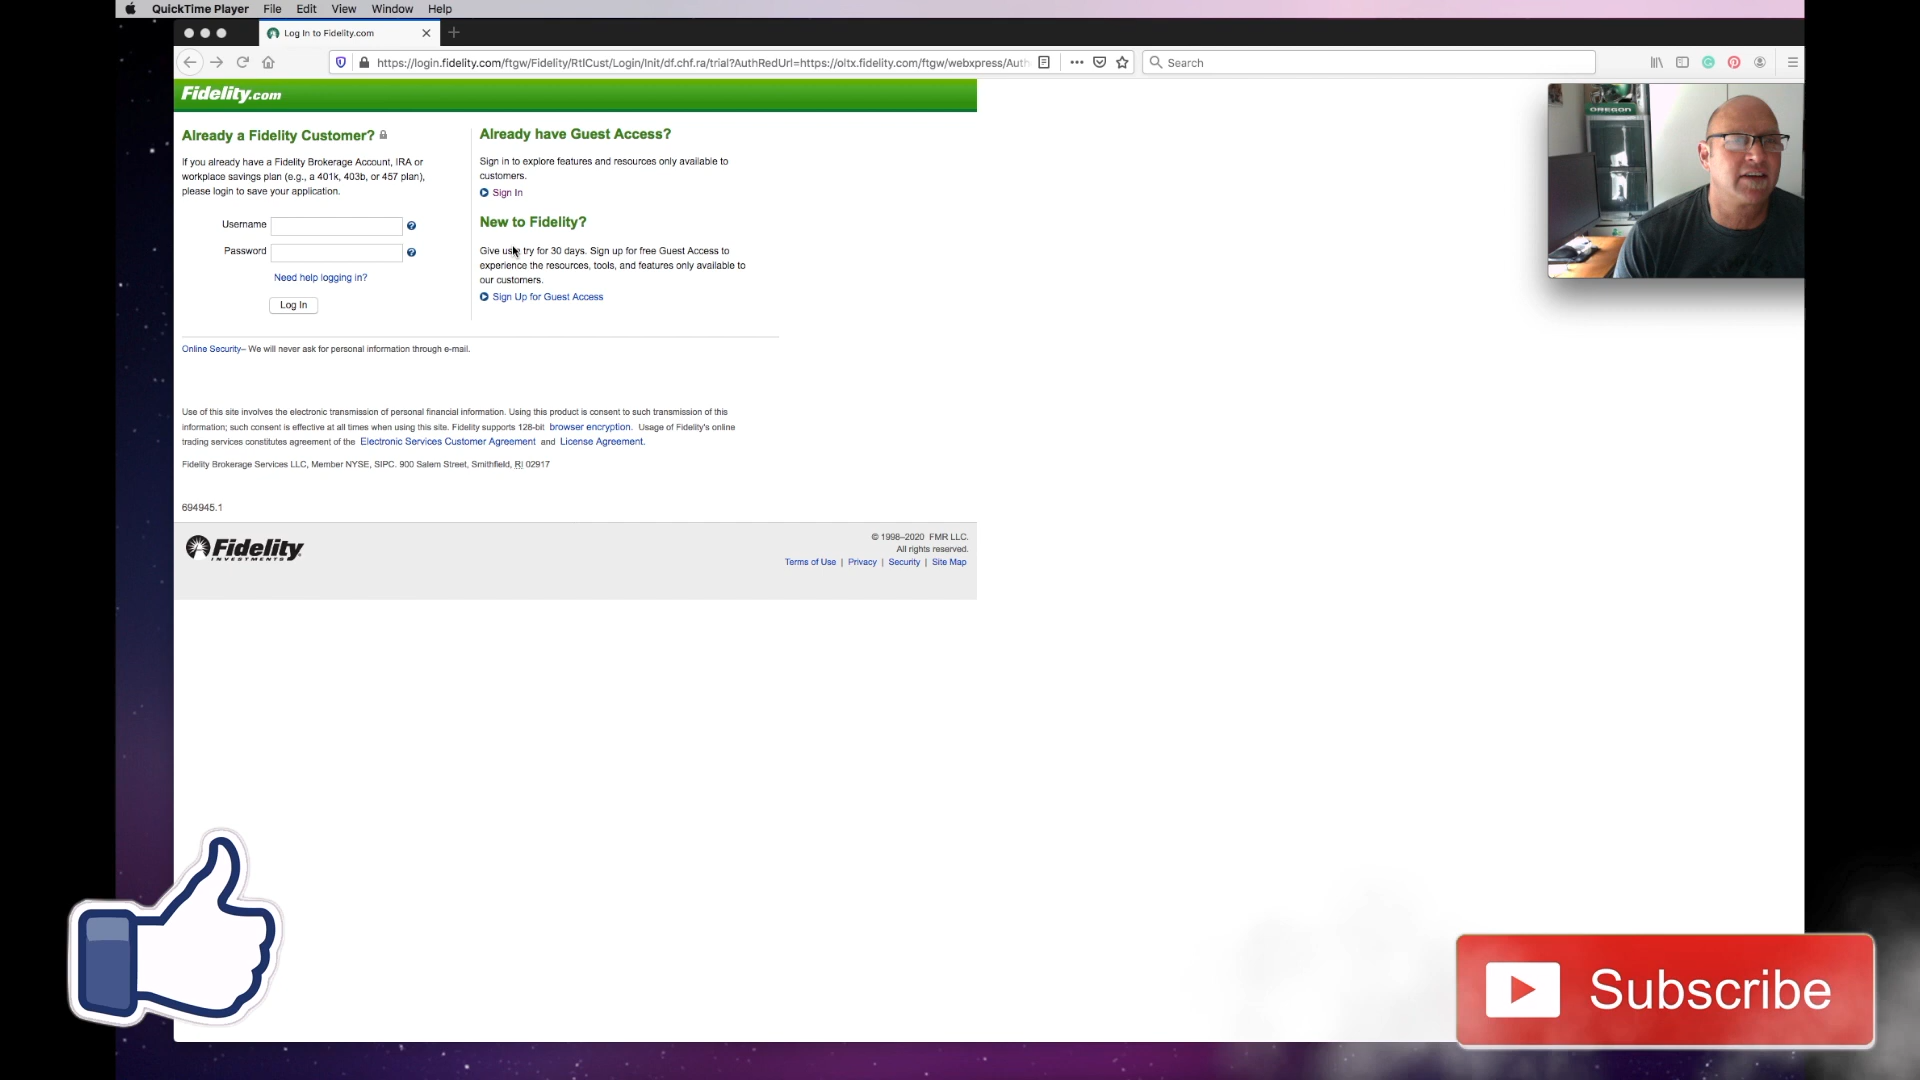 QuickTime Player File Edit View Window Help
Log In to Fidelity.com
https://login.fidelity.com/ftgw/Fidelity/RtlCust/Login/Init/df.chf.ra/trial?AuthRedUrl=https://oltx.fidelity.com/ftgw/webxpress/Auth
Search
Fidelity.com
Already a Fidelity Customer?
If you already have a Fidelity Brokerage Account, IRA or
workplace savings plan (e.g., a 401k, 403b, or 457 plan),
please login to save your application.
Username
Password
Need help logging in?
Log In
Already have Guest Access?
Sign in to explore features and resources only available to
customers.
Sign In
New to Fidelity?
Give us try for 30 days. Sign up for free Guest Access to
experience the resources, tools, and features only available to
our customers.
Sign Up for Guest Access
OREGON
Online Security– We will never ask for personal information through e-mail.
Use of this site involves the electronic transmission of personal financial information. Using this product is consent to such transmission of this
information; such consent is effective at all times when using this site. Fidelity supports 128-bit browser encryption. Usage of Fidelity's online
trading services constitutes agreement of the Electronic Services Customer Agreement and License Agreement.
Fidelity Brokerage Services LLC, Member NYSE, SIPC. 900 Salem Street, Smithfield, RI 02917
694945.1
Fidelity
INVESTMENTS
© 1998–2020 FMR LLC.
All rights reserved.
Terms of Use | Privacy | Security | Site Map
Subscribe